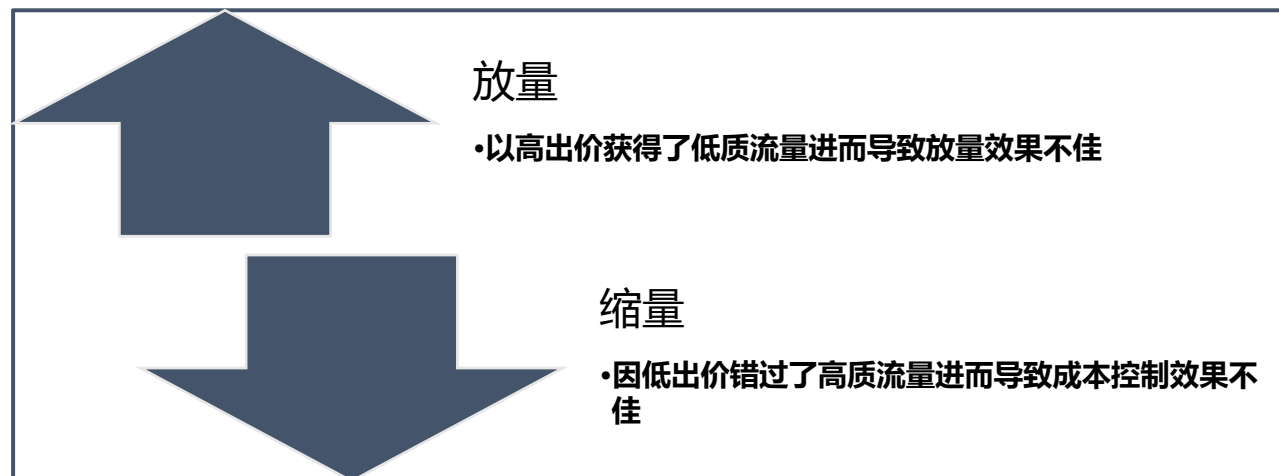 放量
•以高出价获得了低质流量进而导致放量效果不佳
缩量
•因低出价错过了高质流量进而导致成本控制效果不
佳